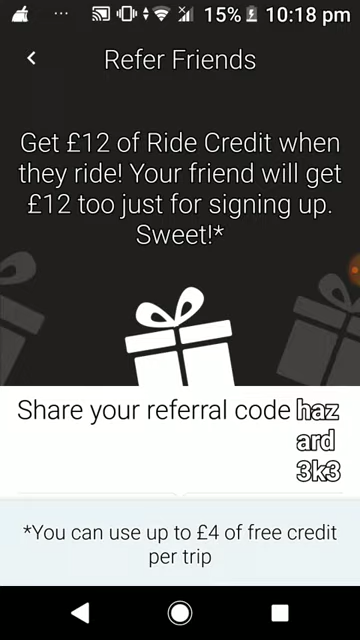 15% 10:18 pm
Refer Friends
Get £12 of Ride Credit when
they ride! Your friend will get
£12 too just for signing up.
Sweet!*
Share your referral code haz
ard
3k3
*You can use up to £4 of free credit
per trip